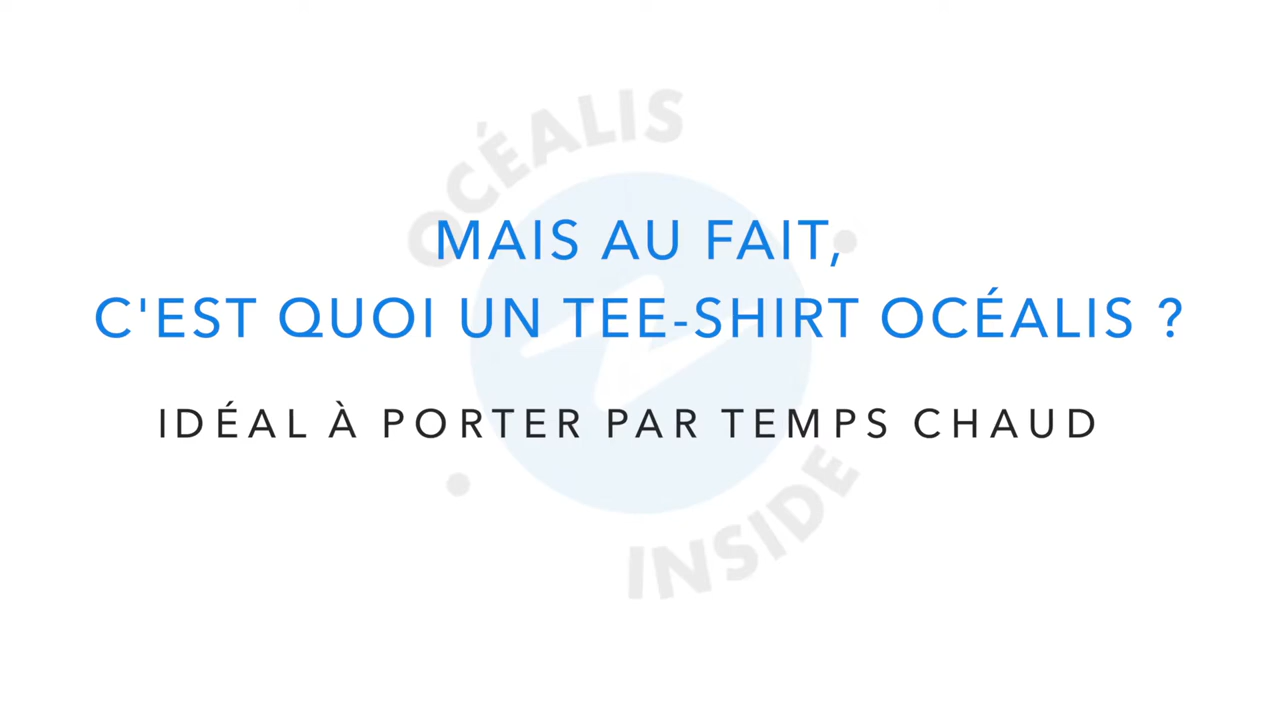 OCÉALIS
MAIS AU FAIT,
C'EST QUOI UN TEE-SHIRT OCÉALIS ?
IDÉAL À PORTER PAR TEMPS CHAUD
INSIDE